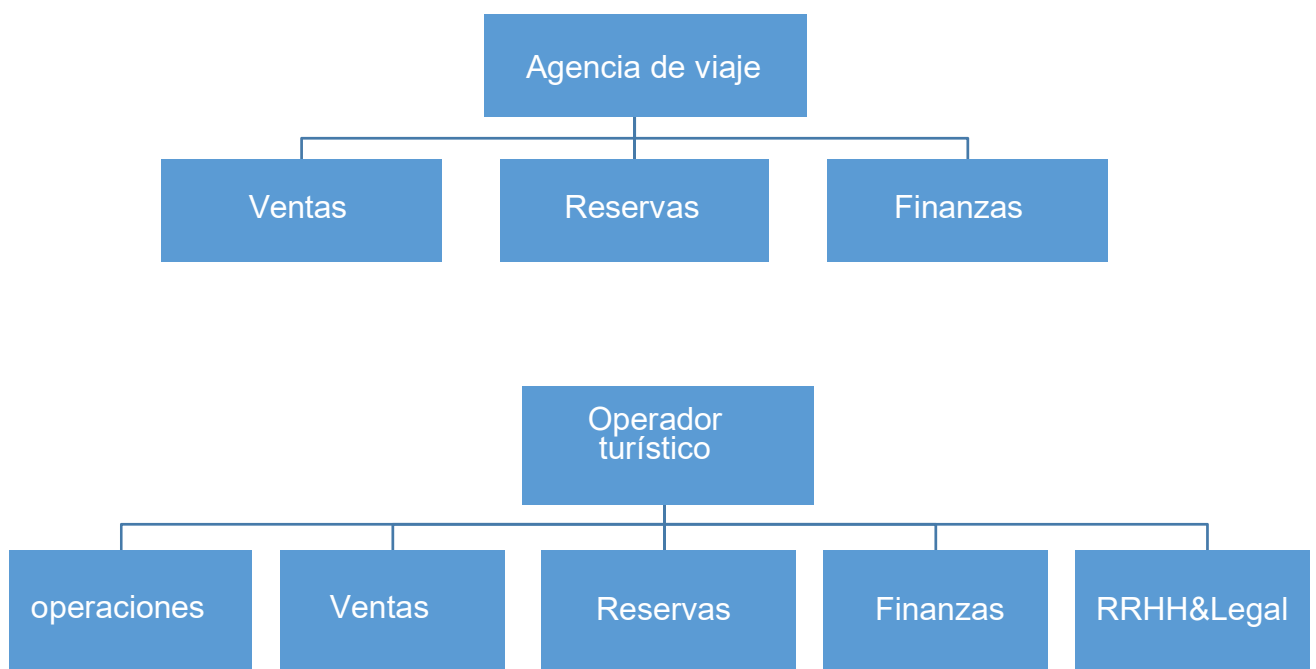 Agencia de viaje
Ventas
Reservas
Finanzas
Operador
turístico
operaciones
Ventas
Reservas
Finanzas
RRHH&Legal